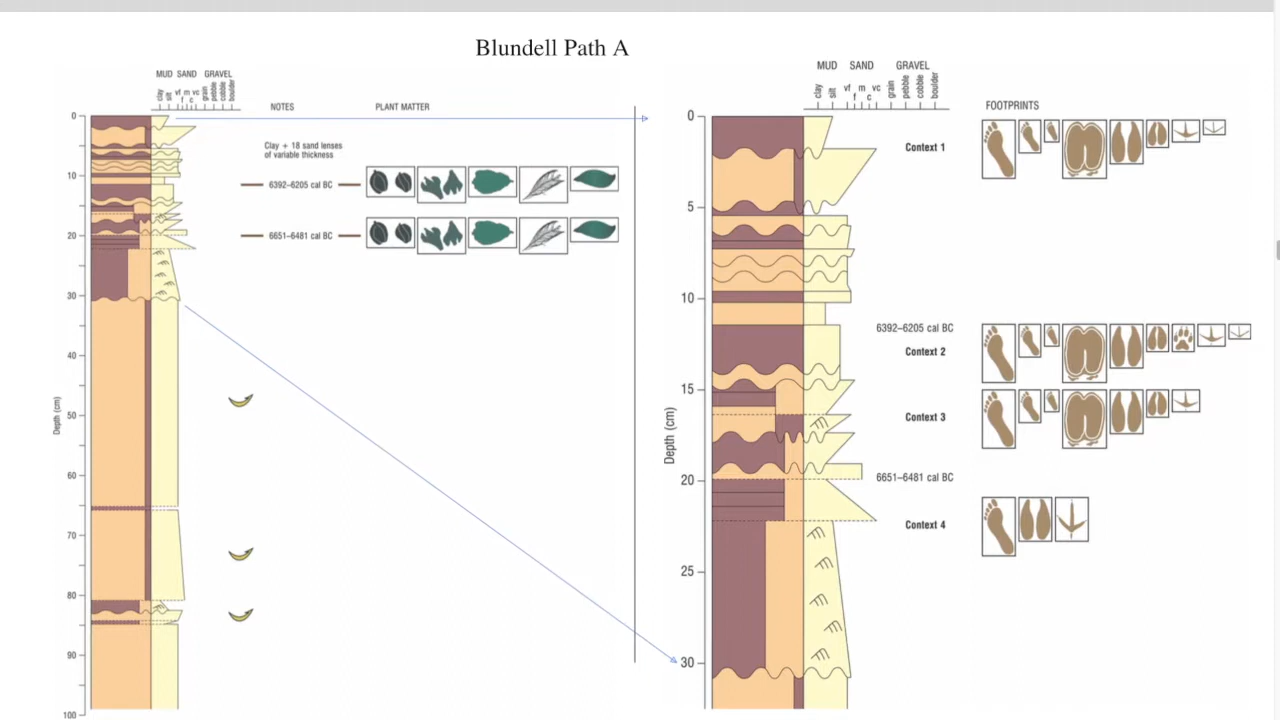 Blundell Path A
MUD SAND GRAVEL
clay silt vf f m c vc grain pebble cobble boulder
NOTES
PLANT MATTER
Clay + 18 sand lenses
of variable thickness
6392–6205 cal BC
6651–6481 cal BC
Depth (cm)
0
10
20
30
40
50
60
70
80
90
100
MUD SAND GRAVEL
clay silt vf f m c vc grain pebble cobble boulder
FOOTPRINTS
Context 1
6392–6205 cal BC
Context 2
Context 3
6651–6481 cal BC
Context 4
Depth (cm)
0
5
10
15
20
25
30